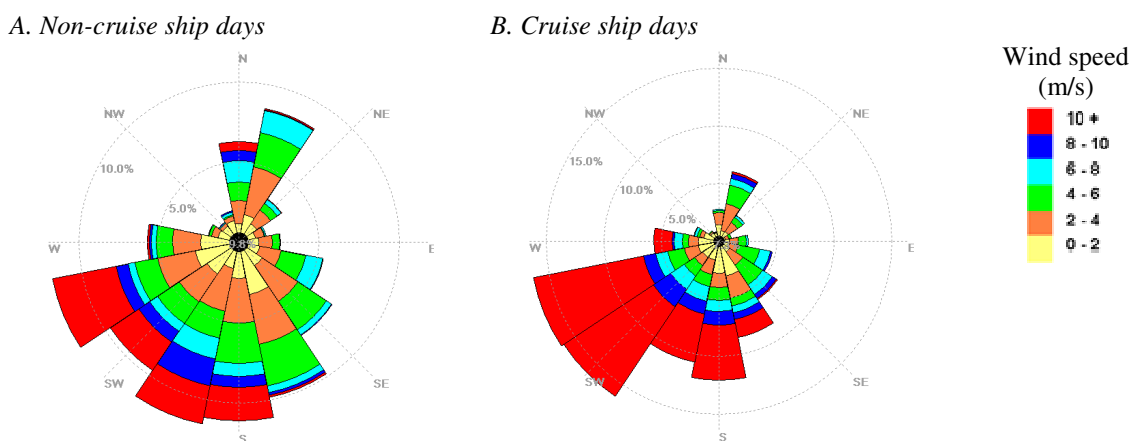 A. Non-cruise ship days
N
NW
NE
10.0%
5.0%
9.8%
W
E
SW
SE
S
B. Cruise ship days
N
NW
NE
15.0%
10.0%
5.0%
W
E
SW
SE
S
Wind speed
(m/s)
10 +
8 - 10
6 - 8
4 - 6
2 - 4
0 - 2